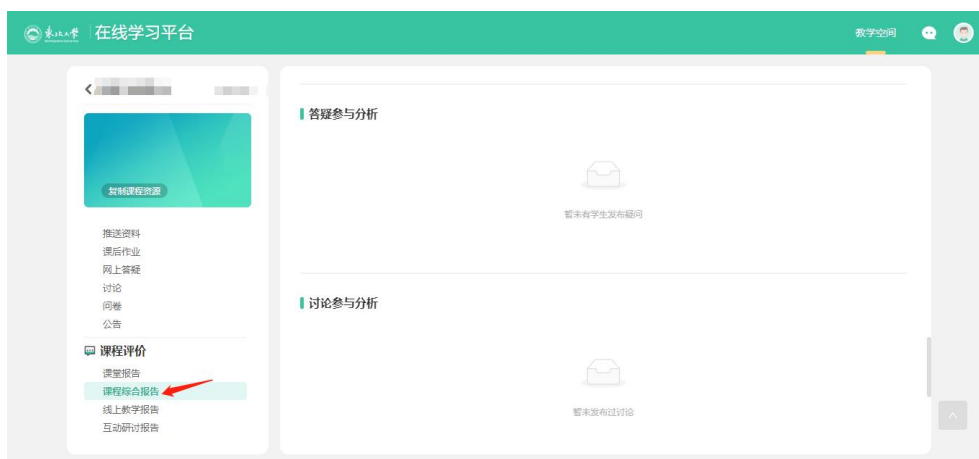 在线学习平台
教学空间
复制课程资源
推送资料
课后作业
网上答疑
讨论
问卷
公告
课程评价
课堂报告
课程综合报告
线上教学报告
互动研讨报告
答疑参与分析
暂未有学生发布疑问
讨论参与分析
暂未发布过讨论